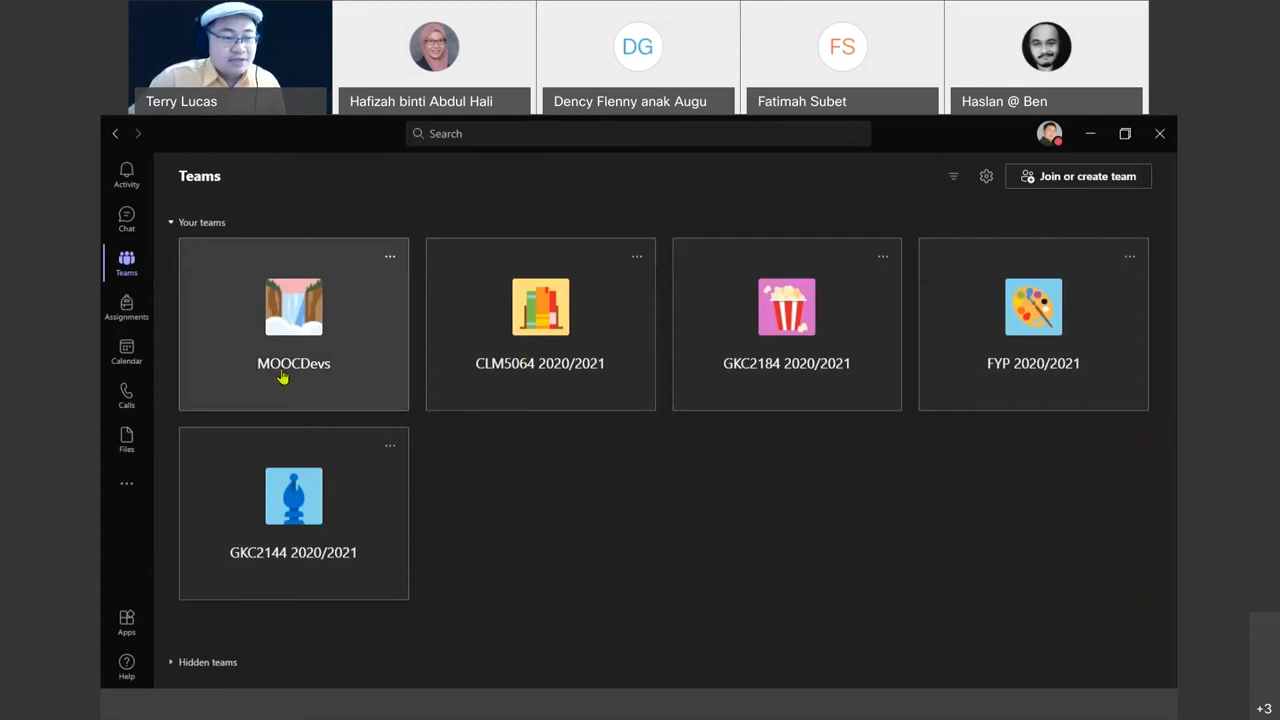 Terry Lucas
Hafizah binti Abdul Hali
DG
Dency Flenny anak Augu
FS
Fatimah Subet
Haslan @ Ben
Search
Activity
Chat
Teams
Assignments
Calendar
Calls
Files
Apps
Help
Teams
Join or create team
Your teams
MOOCDevs
CLM5064 2020/2021
GKC2184 2020/2021
FYP 2020/2021
GKC2144 2020/2021
Hidden teams
+3